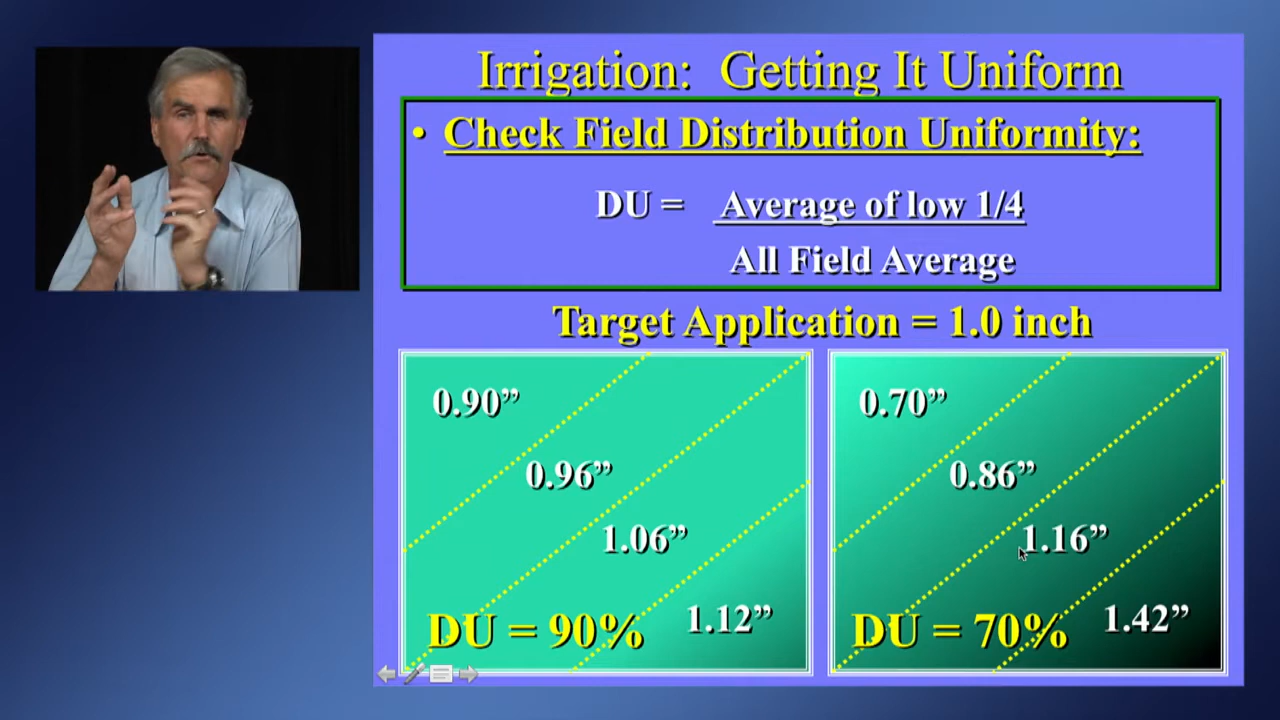 Irrigation: Getting It Uniform
• Check Field Distribution Uniformity:
DU = Average of low 1/4
All Field Average
Target Application = 1.0 inch
0.90”
0.96”
1.06”
1.12”
DU = 90%
0.70”
0.86”
1.16”
1.42”
DU = 70%